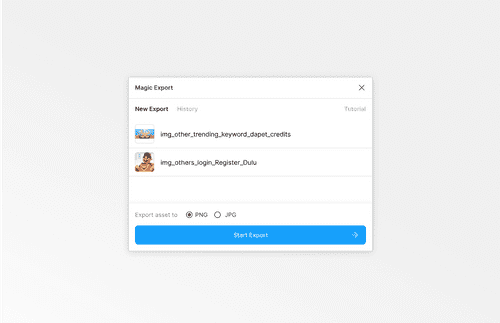 Magic Export
New Export History Tutorial
img_other_trending_keyword_dapet_credits
img_others_login_Register_Dulu
Export asset to PNG JPG
Start Export